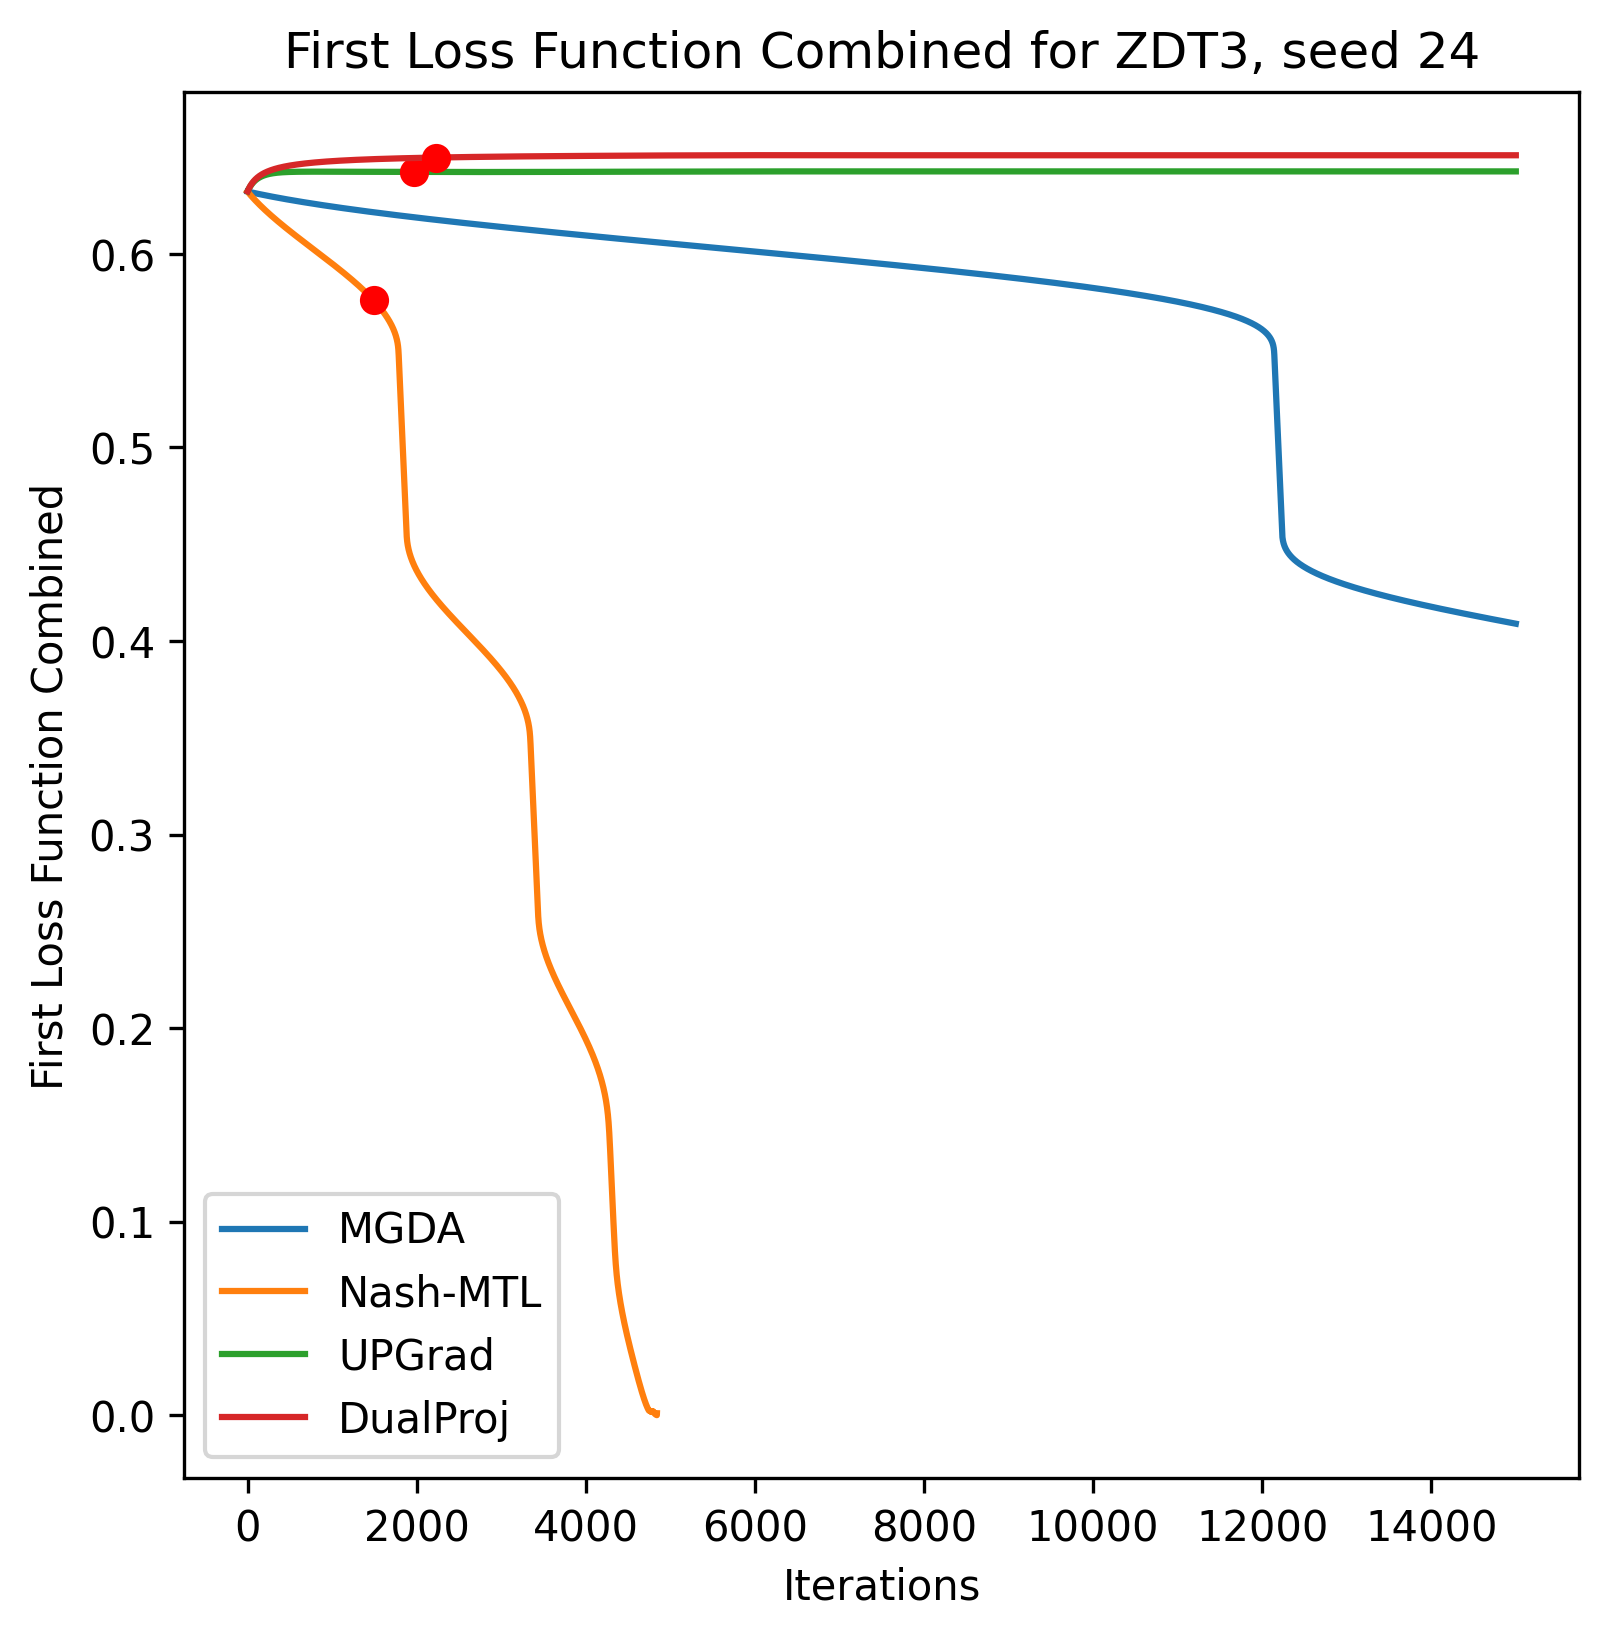 First Loss Function Combined for ZDT3, seed 24
First Loss Function Combined
0.6
0.5
0.4
0.3
0.2
0.1
0.0
MGDA
Nash-MTL
UPGrad
DualProj
0 2000 4000 6000 8000 10000 12000 14000
Iterations